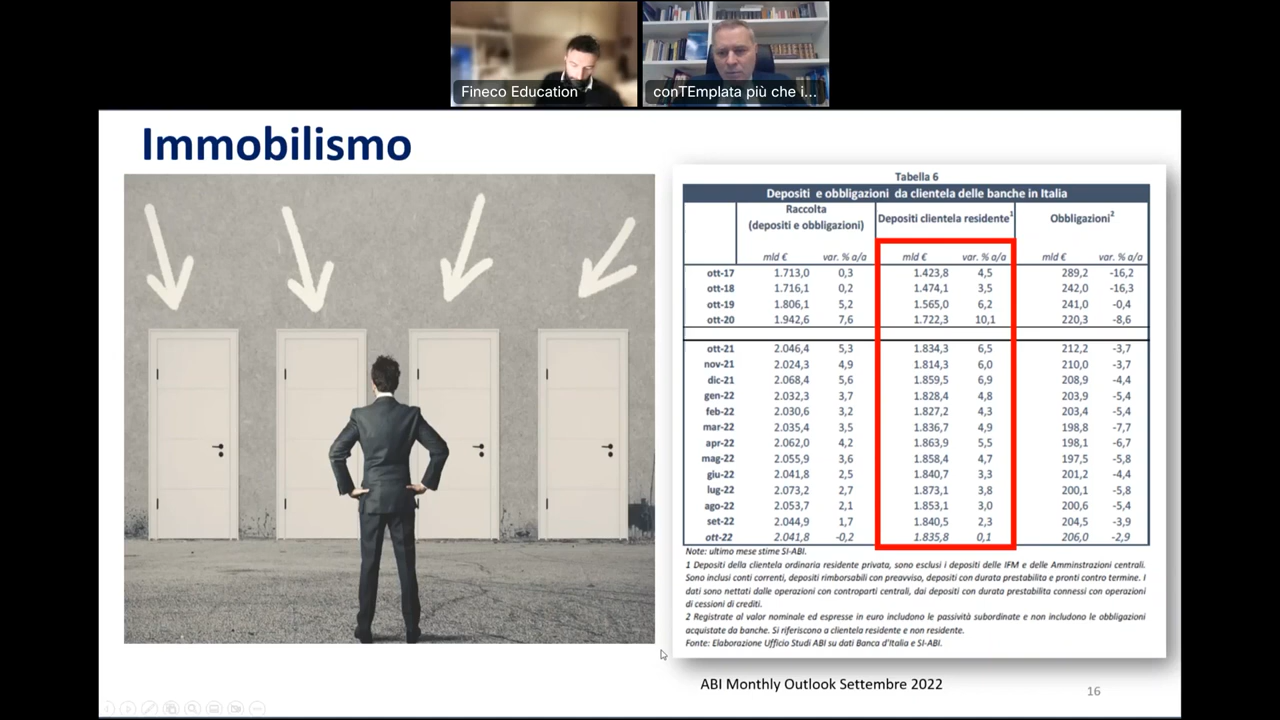 Fineco Education
conTEmplata più che i...
Immobilismo
Tabella 6
Depositi e obbligazioni da clientela delle banche in Italia
Raccolta
(depositi e obbligazioni)
Depositi clientela residente1
Obbligazioni2
mld € var. % a/a mld € var. % a/a mld € var. % a/a
ott-17 1.713,0 0,3 1.423,8 4,5 289,2 -16,2
ott-18 1.716,1 0,2 1.474,1 3,5 242,0 -16,3
ott-19 1.806,1 5,2 1.565,0 6,2 241,0 -0,4
ott-20 1.942,6 7,6 1.722,3 10,1 220,3 -8,6
ott-21 2.046,4 5,3 1.834,3 6,5 212,2 -3,7
nov-21 2.024,3 4,9 1.814,3 6,0 210,0 -3,7
dic-21 2.068,4 5,6 1.859,5 6,9 208,9 -4,4
gen-22 2.032,3 3,7 1.828,4 4,8 203,9 -5,4
feb-22 2.030,6 3,2 1.827,2 4,3 203,4 -5,4
mar-22 2.035,4 3,5 1.836,7 4,9 198,8 -7,7
apr-22 2.062,0 4,2 1.863,9 5,5 198,1 -6,7
mag-22 2.055,9 3,6 1.858,4 4,7 197,5 -5,8
giu-22 2.041,8 2,5 1.840,7 3,3 201,2 -4,4
lug-22 2.073,2 2,7 1.873,1 3,8 200,1 -5,8
ago-22 2.053,7 2,1 1.853,1 3,0 200,6 -5,4
set-22 2.044,9 1,7 1.840,5 2,3 204,5 -3,9
ott-22 2.041,8 -0,2 1.835,8 0,1 206,0 -2,9
Note: ultimo mese stime SI-ABI.
1 Depositi della clientela ordinaria residente privata, sono esclusi i depositi delle IFM e delle Amminstrazioni centrali.
Sono inclusi conti correnti, depositi rimborsabili con preavviso, depositi con durata prestabilita e pronti contro termine. I
dati sono nettati dalle operazioni con controparti centrali, dai depositi con durata prestabilita connessi con operazioni
di cessioni di crediti.
2 Registrate al valor nominale ed espresse in euro includono le passività subordinate e non includono le obbligazioni
acquistate da banche. Si riferiscono a clientela residente e non residente.
Fonte: Elaborazione Ufficio Studi ABI su dati Banca d'Italia e SI-ABI.
ABI Monthly Outlook Settembre 2022
16